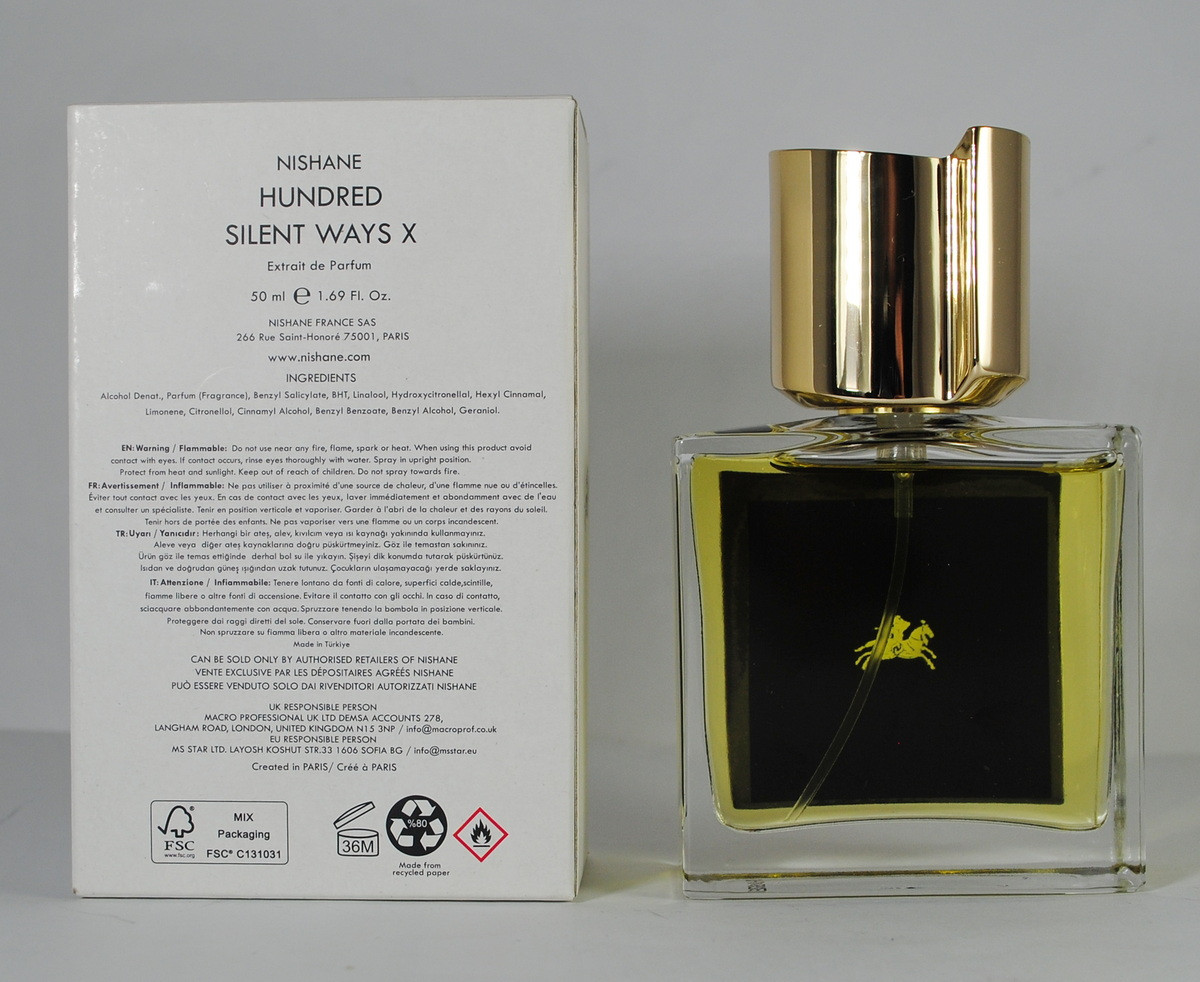 NISHANE
HUNDRED
SILENT WAYS X
Extrait de Parfum
50 ml ℮ 1.69 Fl. Oz.
NISHANE FRANCE SAS
266 Rue Saint-Honoré 75001, PARIS
www.nishane.com
INGREDIENTS
Alcohol Denat., Parfum (Fragrance), Benzyl Salicylate, BHT, Linalool, Hydroxycitronellal, Hexyl Cinnamal,
Limonene, Citronellol, Cinnamyl Alcohol, Benzyl Benzoate, Benzyl Alcohol, Geraniol.
EN: Warning / Flammable: Do not use near any fire, flame, spark or heat. When using this product avoid
contact with eyes. If contact occurs, rinse eyes thoroughly with water. Spray in upright position.
Protect from heat and sunlight. Keep out of reach of children. Do not spray towards fire.
FR: Avertissement / Inflammable: Ne pas utiliser à proximité d'une source de chaleur, d'une flamme nue ou d'étincelles.
Éviter tout contact avec les yeux. En cas de contact avec les yeux, laver immédiatement et abondamment avec de l'eau
et consulter un spécialiste. Tenir en position verticale et vaporiser. Garder à l'abri de la chaleur et des rayons du soleil.
Tenir hors de portée des enfants. Ne pas vaporiser vers une flamme ou un corps incandescent.
TR: Uyarı / Yanıcıdır: Herhangi bir ateş, alev, kıvılcım veya ısı kaynağı yakınında kullanmayınız.
Aleve veya diğer ateş kaynaklarına doğru püskürtmeyiniz. Göz ile temastan sakınınız.
Ürün göz ile temas ettiğinde derhal bol su ile yıkayın. Şişeyi dik konumda tutarak püskürtünüz.
Isıdan ve doğrudan güneş ışığından uzak tutunuz. Çocukların ulaşamayacağı yerde saklayınız.
IT: Attenzione / Infiammabile: Tenere lontano da fonti di calore, superfici calde,scintille,
fiamme libere o altre fonti di accensione. Evitare il contatto con gli occhi. In caso di contatto,
sciacquare abbondantemente con acqua. Spruzzare tenendo la bombola in posizione verticale.
Proteggere dai raggi diretti del sole. Conservare fuori dalla portata dei bambini.
Non spruzzare su fiamma libera o altro materiale incandescente.
Made in Türkiye
CAN BE SOLD ONLY BY AUTHORISED RETAILERS OF NISHANE
VENTE EXCLUSIVE PAR LES DÉPOSITAIRES AGRÉÉS NISHANE
PUÒ ESSERE VENDUTO SOLO DAI RIVENDITORI AUTORIZZATI NISHANE
UK RESPONSIBLE PERSON
MACRO PROFESSIONAL UK LTD DEMSA ACCOUNTS 278,
LANGHAM ROAD, LONDON, UNITED KINGDOM N15 3NP / info@macroprof.co.uk
EU RESPONSIBLE PERSON
MS STAR LTD. LAYOSH KOSHUT STR.33 1606 SOFIA BG / info@msstar.eu
Created in PARIS/ Créé à PARIS
FSC
www.fsc.org
MIX
Packaging
FSC® C131031
36M
%80
Made from
recycled paper